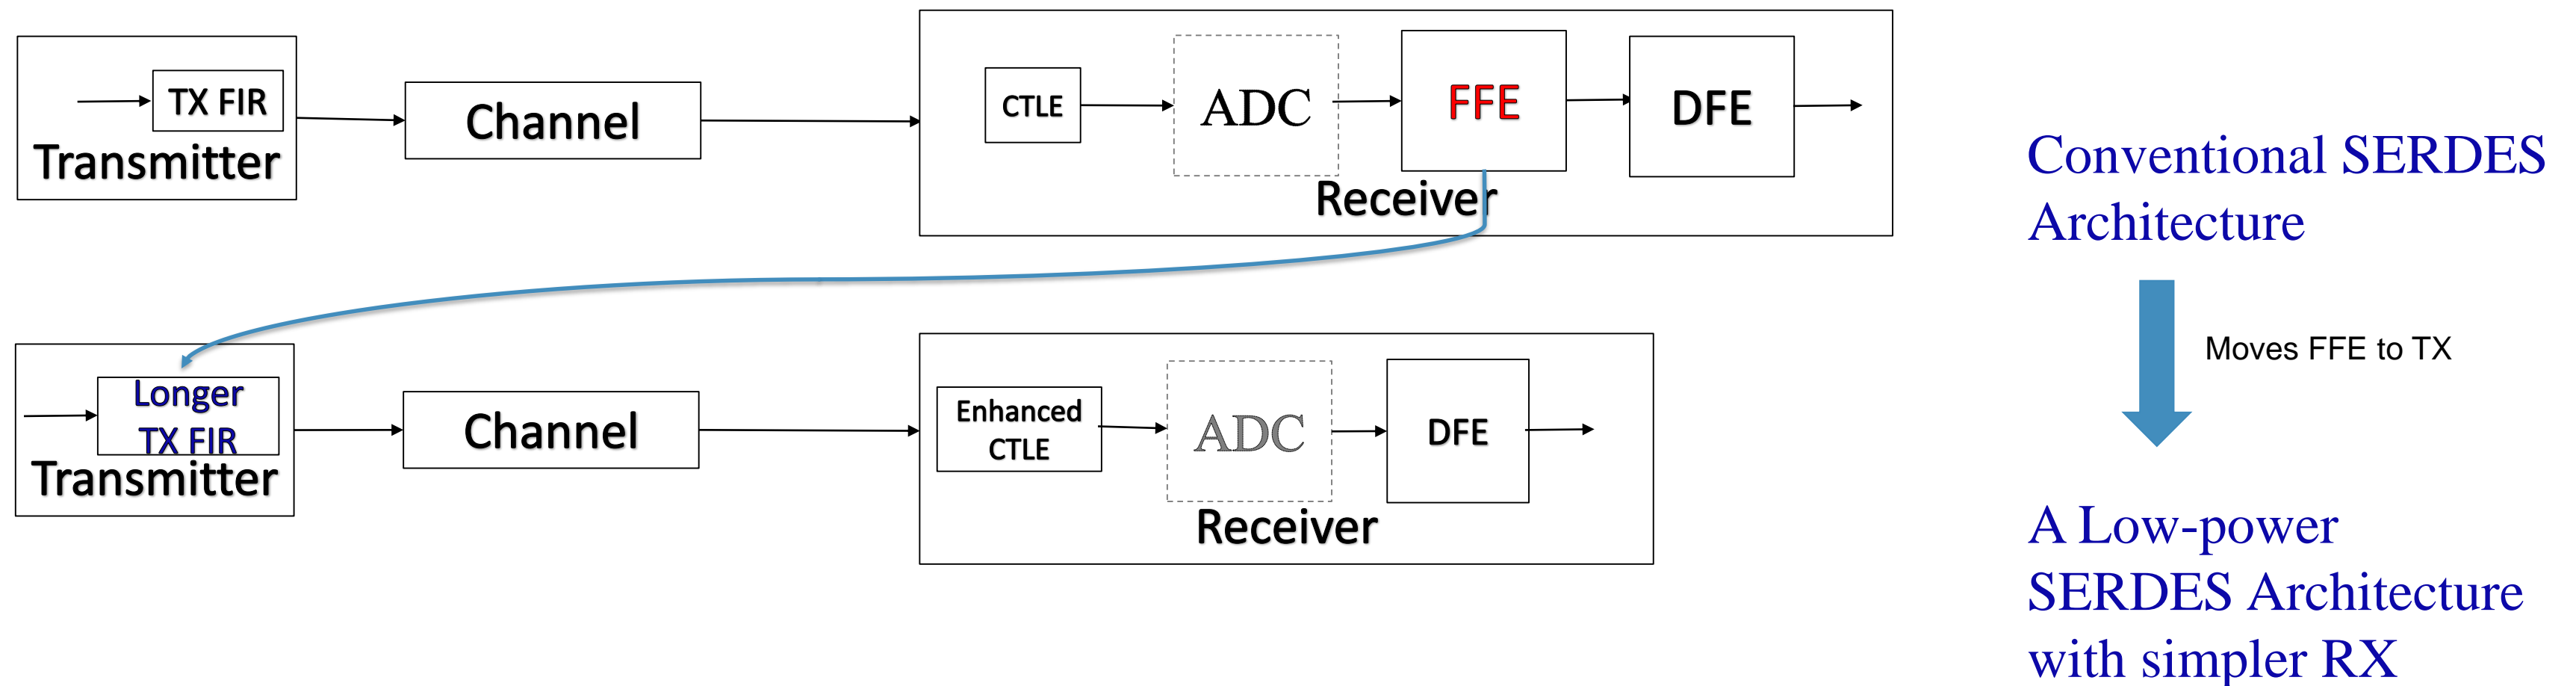 TX FIR
Transmitter
Channel
CTLE
ADC
FFE
DFE
Receiver
Conventional SERDES
Architecture
Moves FFE to TX
Longer
TX FIR
Transmitter
Channel
Enhanced
CTLE
ADC
DFE
Receiver
A Low-power
SERDES Architecture
with simpler RX